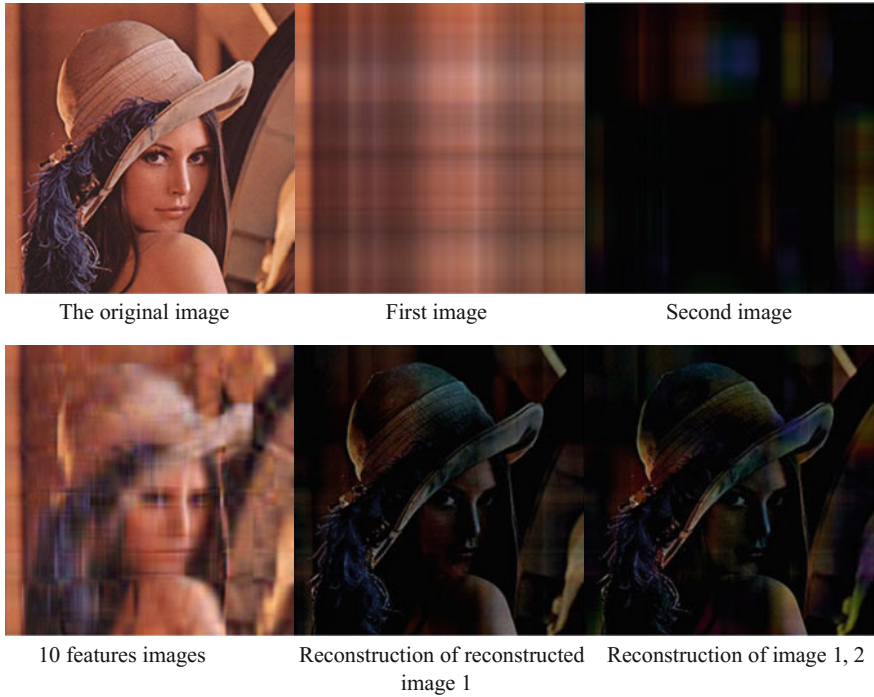 The original image
First image
Second image
10 features images
Reconstruction of reconstructed
image 1
Reconstruction of image 1, 2